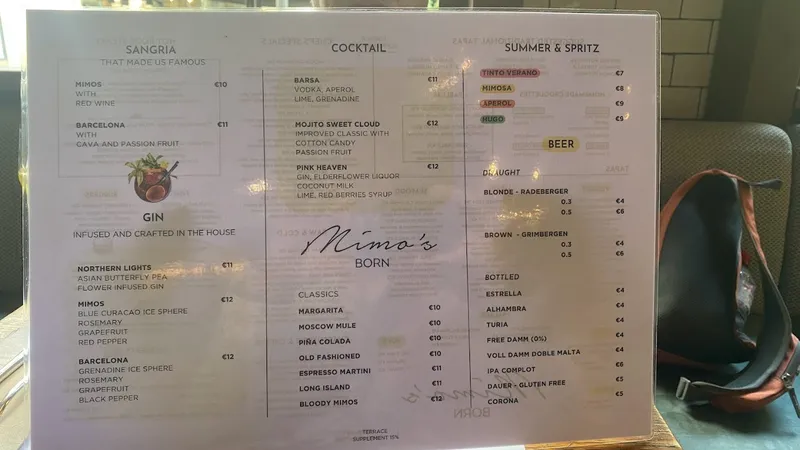 SANGRIA
THAT MADE US FAMOUS
MIMOS €10
WITH
RED WINE
BARCELONA €11
WITH
CAVA AND PASSION FRUIT
GIN
INFUSED AND CRAFTED IN THE HOUSE
NORTHERN LIGHTS €11
ASIAN BUTTERFLY PEA
FLOWER INFUSED GIN
MIMOS €12
BLUE CURACAO ICE SPHERE
ROSEMARY
GRAPEFRUIT
RED PEPPER
BARCELONA €12
GRENADINE ICE SPHERE
ROSEMARY
GRAPEFRUIT
BLACK PEPPER
COCKTAIL
BARSA €11
VODKA, APEROL
LIME, GRENADINE
MOJITO SWEET CLOUD €12
IMPROVED CLASSIC WITH
COTTON CANDY
PASSION FRUIT
PINK HEAVEN €12
GIN, ELDERFLOWER LIQUOR
COCONUT MILK
LIME, RED BERRIES SYRUP
Mimo's
BORN
CLASSICS
MARGARITA €10
MOSCOW MULE €10
PIÑA COLADA €10
OLD FASHIONED €10
ESPRESSO MARTINI €11
LONG ISLAND €11
BLOODY MIMOS €12
TERRACE
SUPPLEMENT 15%
SUMMER & SPRITZ
TINTO VERANO €7
MIMOSA €8
APEROL €9
HUGO €9
BEER
DRAUGHT
BLONDE - RADEBERGER
0.3 €4
0.5 €6
BROWN - GRIMBERGEN
0.3 €4
0.5 €6
BOTTLED
ESTRELLA €4
ALHAMBRA €4
TURIA €4
FREE DAMM (0%) €4
VOLL DAMM DOBLE MALTA €4
IPA COMPLOT €6
DAUER - GLUTEN FREE €5
CORONA €5